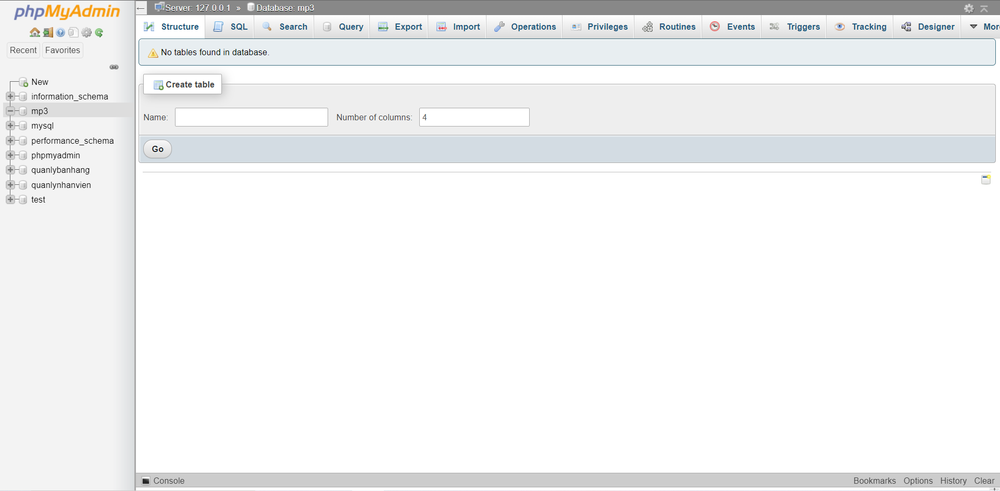 phpMyAdmin
Recent Favorites
New
information_schema
mp3
mysql
performance_schema
phpmyadmin
quanlybanhang
quanlynhanvien
test
Server: 127.0.0.1 » Database: mp3
Structure SQL Search Query Export Import Operations Privileges Routines Events Triggers Tracking Designer More
No tables found in database.
Create table
Name: Number of columns: 4
Go
Console Bookmarks Options History Clear